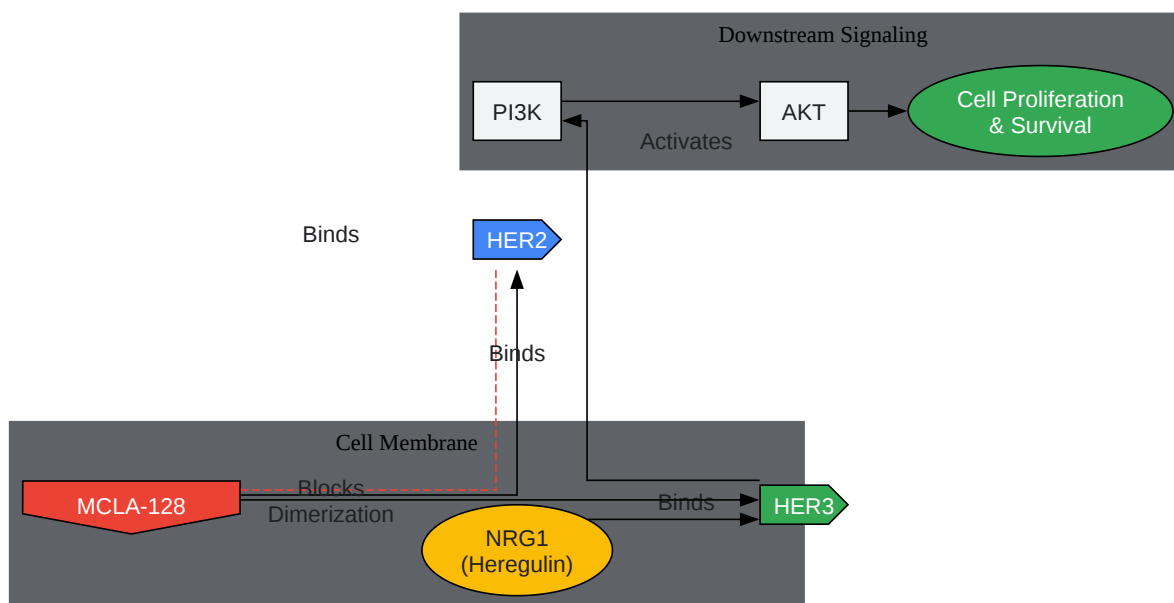 Downstream Signaling
PI3K
AKT
Cell Proliferation
& Survival
Activates
Binds
HER2
Binds
Cell Membrane
MCLA-128
Blocks
Dimerization
Binds
HER3
NRG1
(Heregulin)